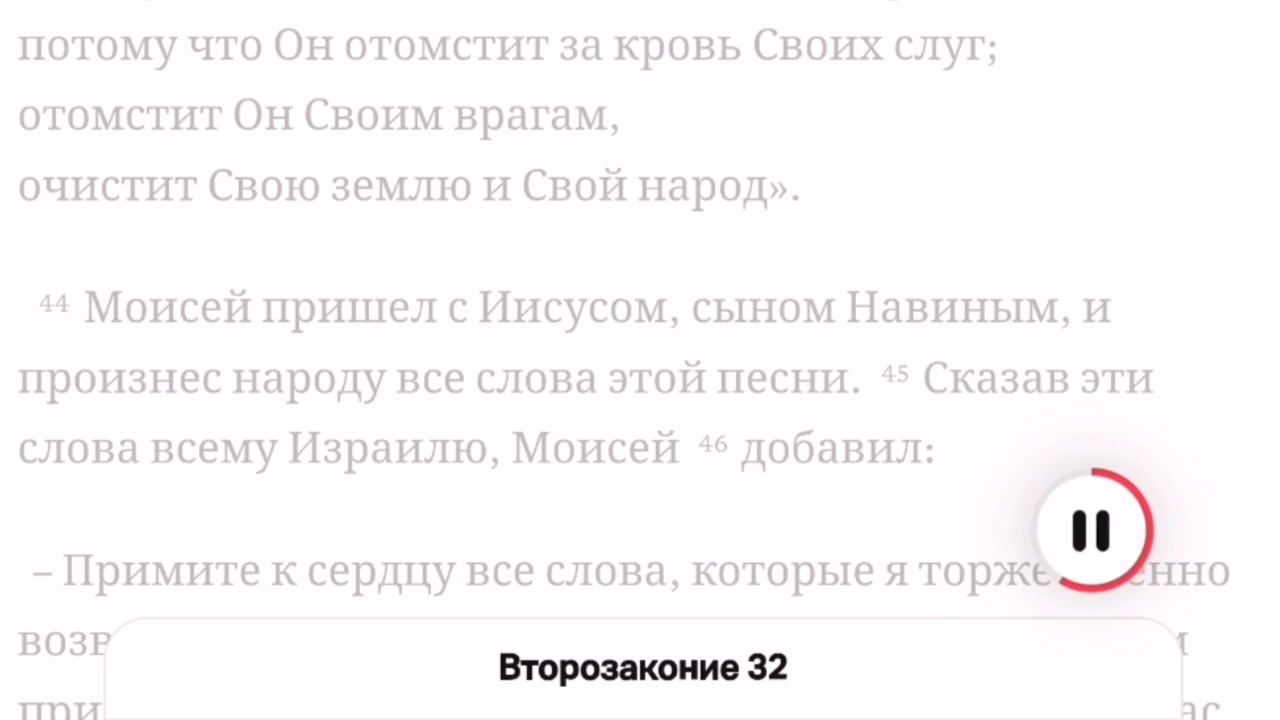 потому что Он отомстит за кровь Своих слуг;
отомстит Он Своим врагам,
очистит Свою землю и Свой народ».
44 Моисей пришел с Иисусом, сыном Навиным, и
произнес народу все слова этой песни. 45 Сказав эти
слова всему Израилю, Моисей 46 добавил:
– Примите к сердцу все слова, которые я
Второзаконие 32